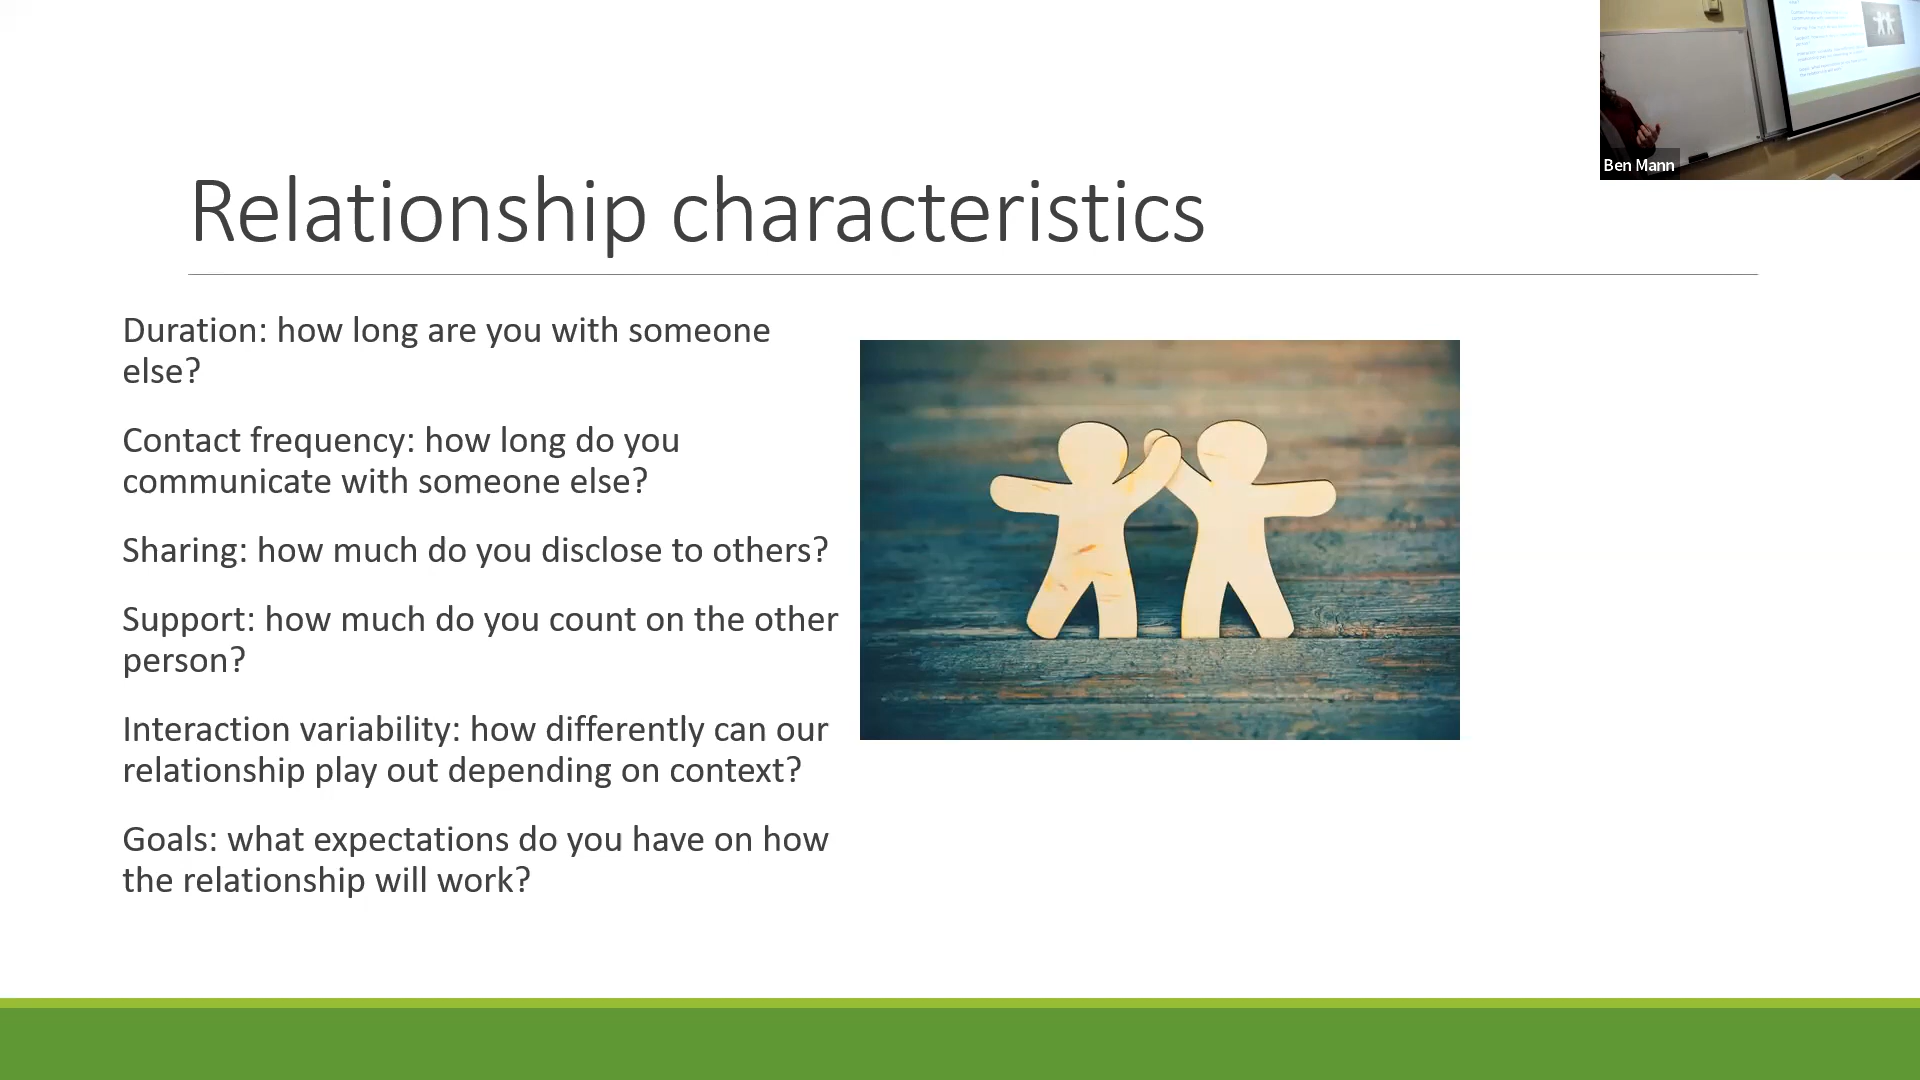 Relationship characteristics
Duration: how long are you with someone
else?
Contact frequency: how long do you
communicate with someone else?
Sharing: how much do you disclose to others?
Support: how much do you count on the other
person?
Interaction variability: how differently can our
relationship play out depending on context?
Goals: what expectations do you have on how
the relationship will work?
Ben Mann